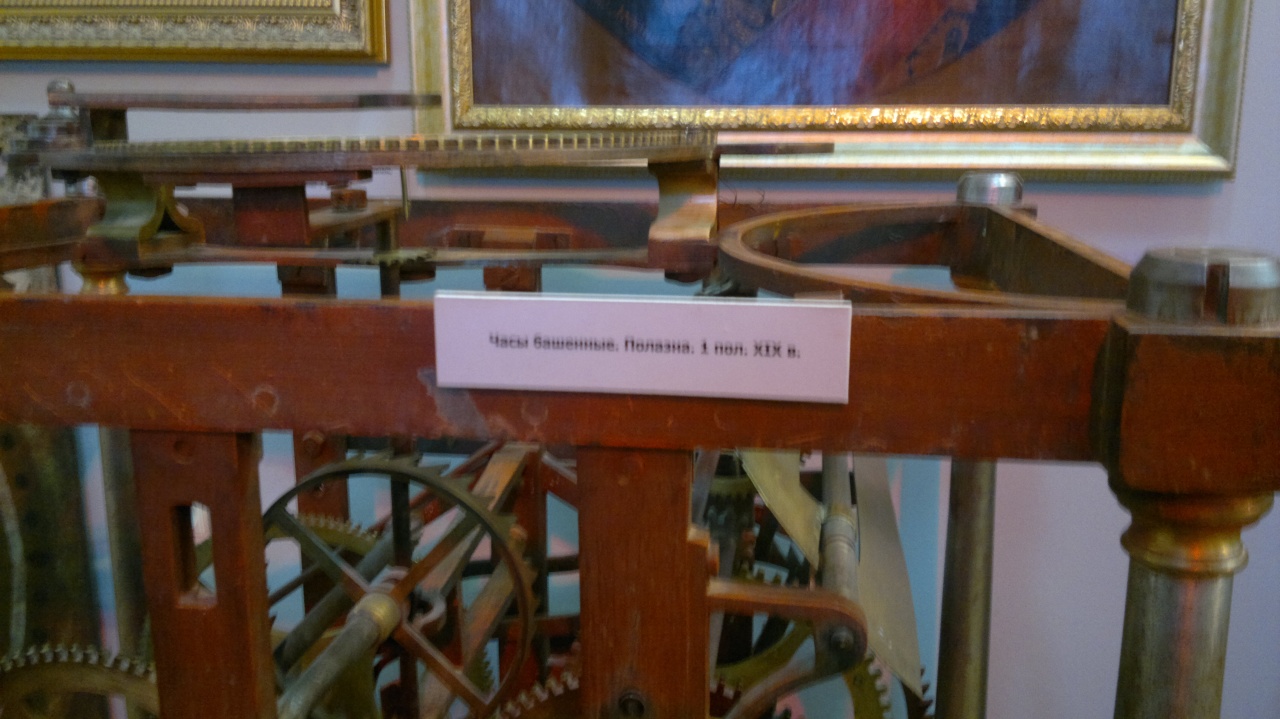 Часы башенные. Полазна. 1 пол. XIX в.